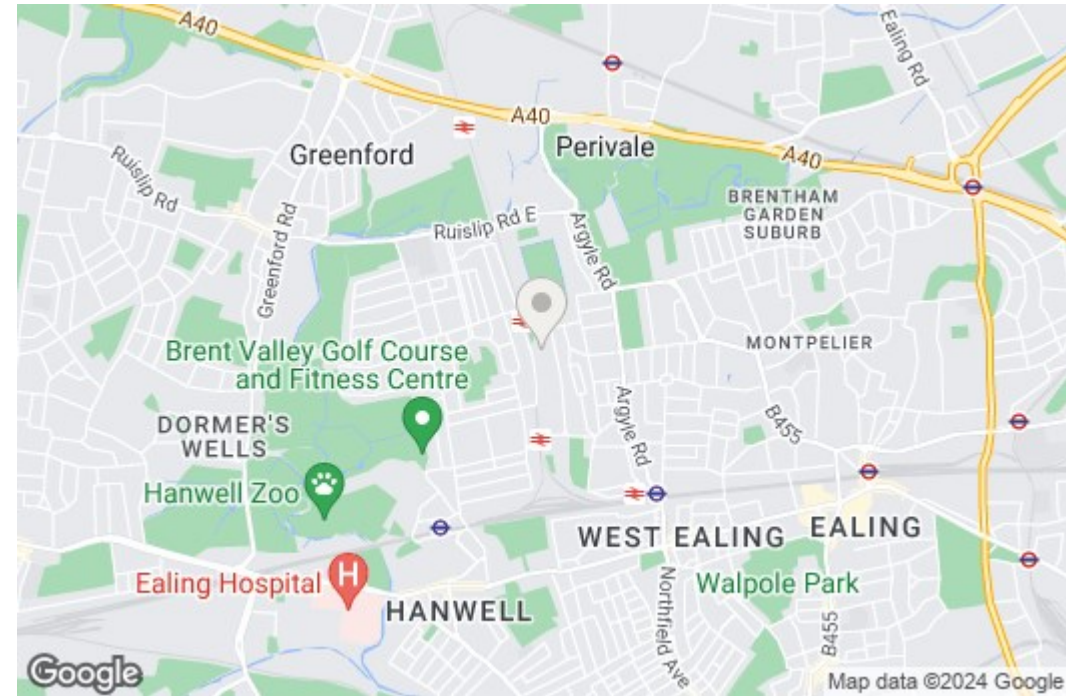 A40
Ealing Rd
A40
Greenford
Perivale
A40
Ruislip Rd
BRENTHAM
GARDEN
SUBURB
Ruislip Rd E
Argyle Rd
Greenford Rd
MONTPELIER
Brent Valley Golf Course
and Fitness Centre
Argyle Rd
B455
DORMER'S
WELLS
Hanwell Zoo
WEST EALING
EALING
Ealing Hospital
H
Walpole Park
HANWELL
Northfield Ave
B455
Google
Map data ©2024 Google